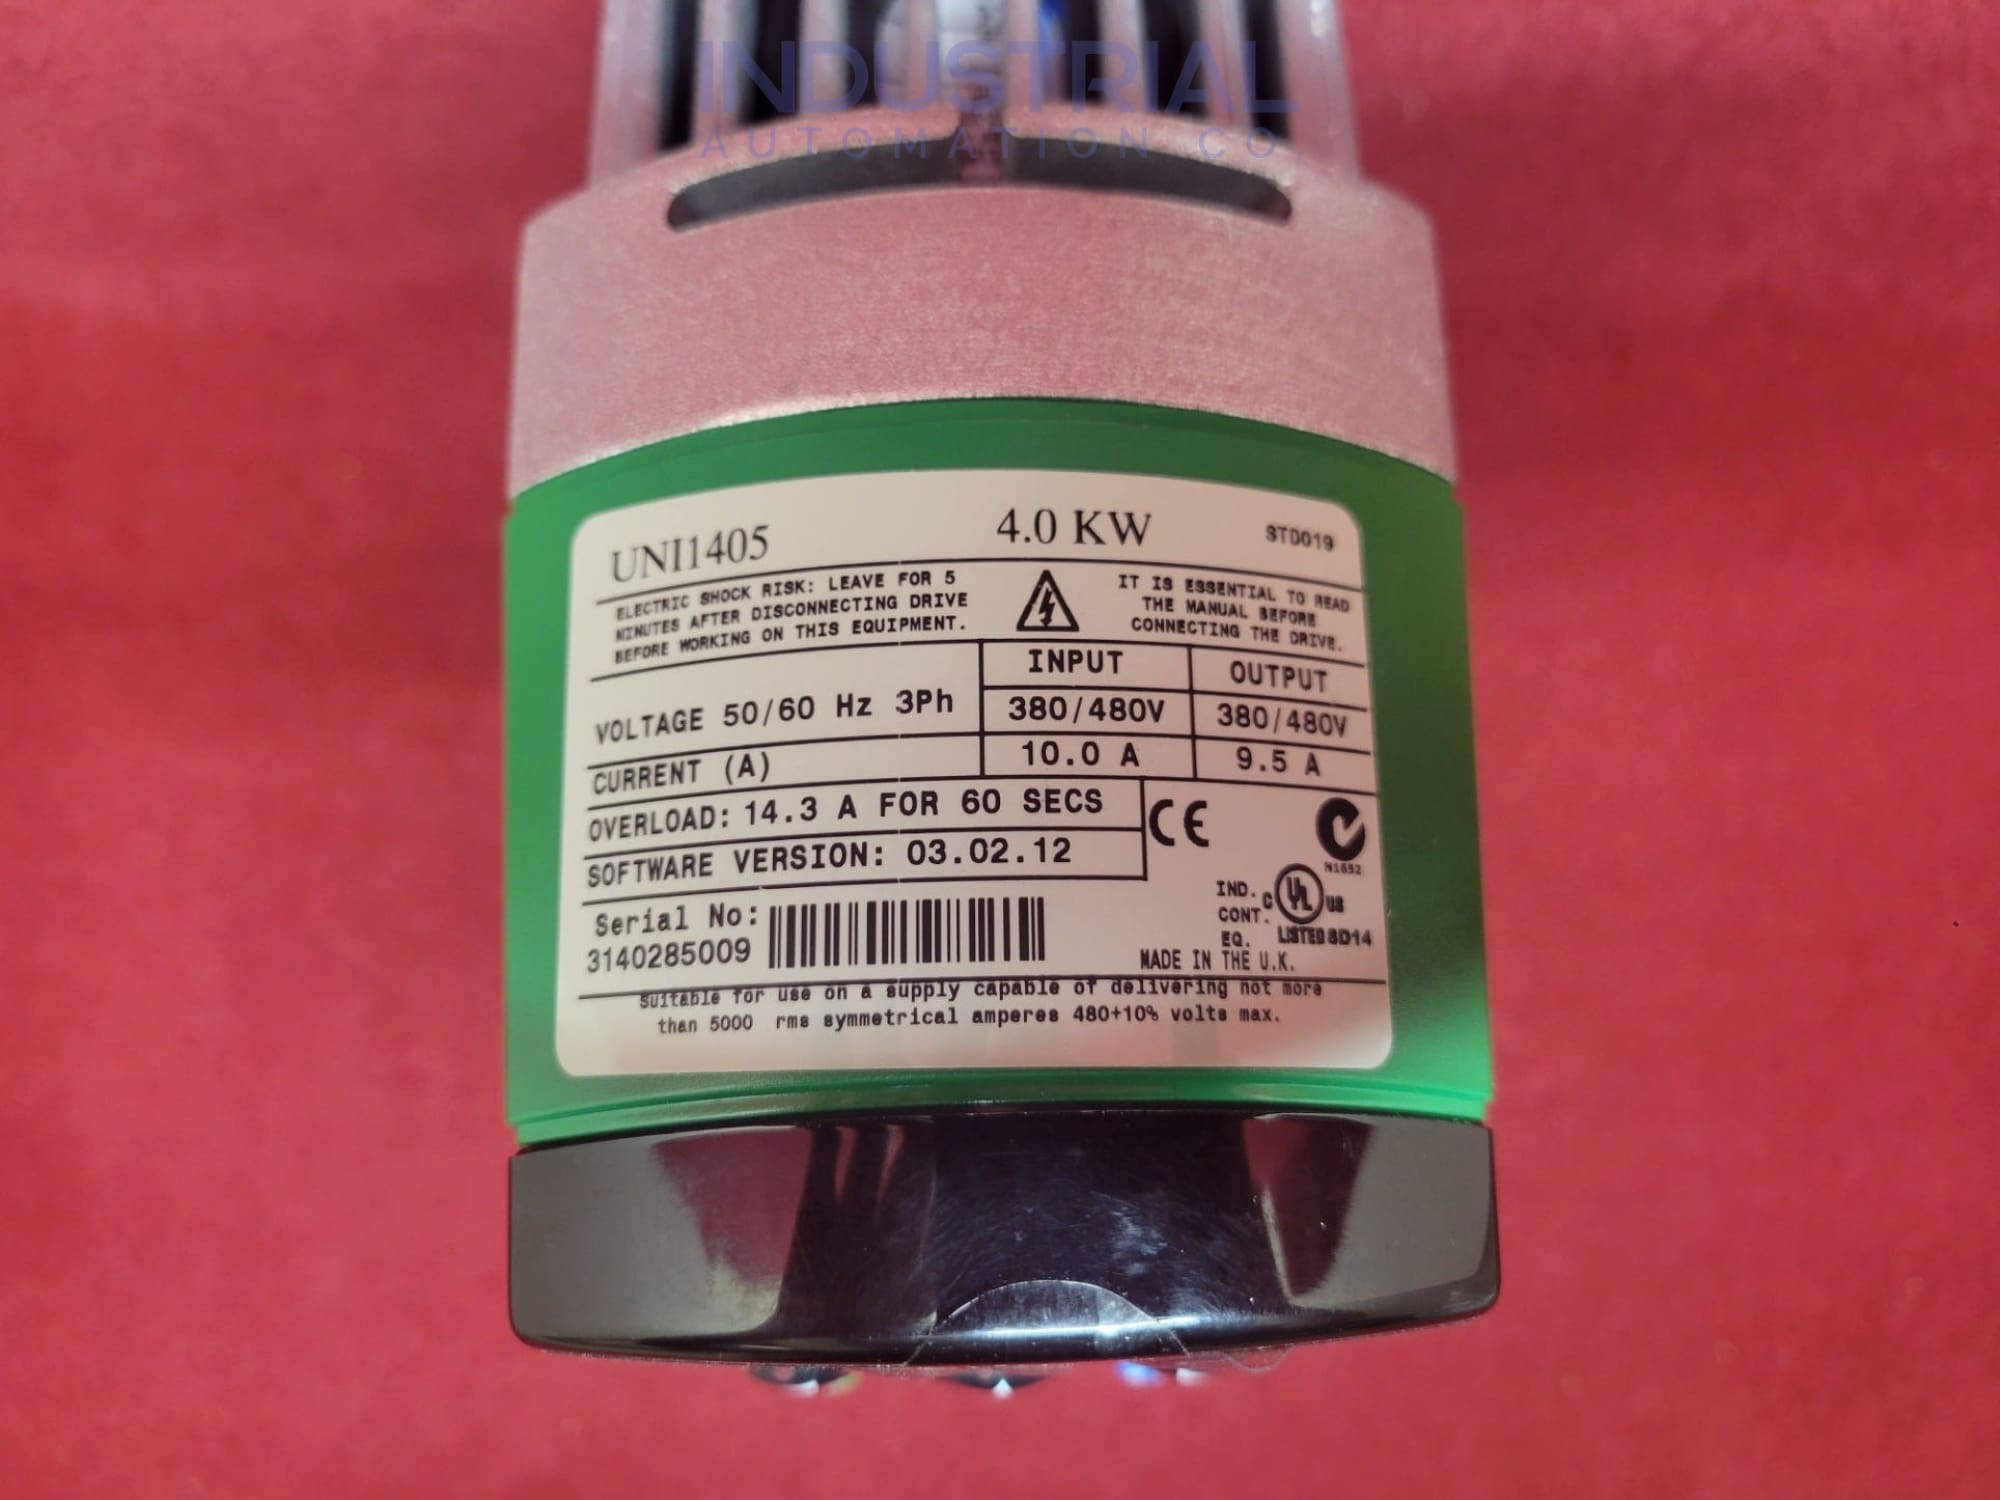 INDUSTRIAL
AUTOMATION CO
UNI1405 4.0 KW STD019
ELECTRIC SHOCK RISK: LEAVE FOR 5
MINUTES AFTER DISCONNECTING DRIVE
BEFORE WORKING ON THIS EQUIPMENT.
IT IS ESSENTIAL TO READ
THE MANUAL BEFORE
CONNECTING THE DRIVE.
INPUT OUTPUT
VOLTAGE 50/60 Hz 3Ph 380/480V 380/480V
CURRENT (A) 10.0 A 9.5 A
OVERLOAD: 14.3 A FOR 60 SECS
SOFTWARE VERSION: 03.02.12
CE
N1652
Serial No:
3140285009
IND.
CONT.
EQ.
C UL US
LISTED 8D14
MADE IN THE U.K.
Suitable for use on a supply capable of delivering not more
than 5000 rms symmetrical amperes 480+10% volts max.